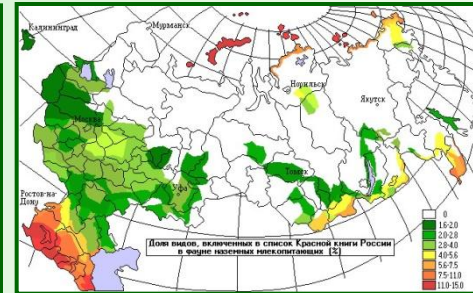 Калининград
Мурманск
Норильск
Якутск
Москва
Томск
Уфа
Ростов-на-
Дону
Доля видов, включенных в список Красной книги России
в фауне наземных млекопитающих (%)
0
1.6-2.0
2.0-2.8
2.8-4.0
4.0-5.6
5.6-7.5
7.5-11.0
11.0-15.0